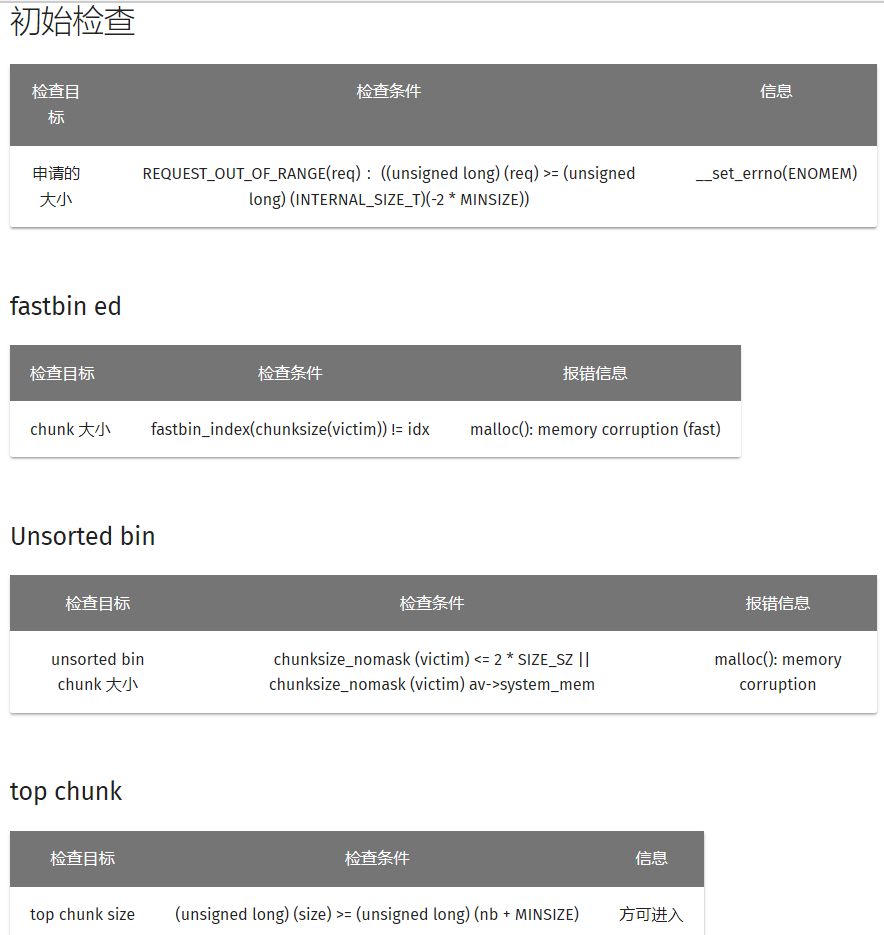 初始检查
检查目 检查条件 信息
标
申请的 REQUEST_OUT_OF_RANGE(req) ： ((unsigned long) (req) >= (unsigned __set_errno(ENOMEM)
大小 long) (INTERNAL_SIZE_T)(-2 * MINSIZE))
fastbin ed
检查目标 检查条件 报错信息
chunk 大小 fastbin_index(chunksize(victim)) != idx malloc(): memory corruption (fast)
Unsorted bin
检查目标 检查条件 报错信息
unsorted bin chunksize_nomask (victim) <= 2 * SIZE_SZ || malloc(): memory
chunk 大小 chunksize_nomask (victim) av->system_mem corruption
top chunk
检查目标 检查条件 信息
top chunk size (unsigned long) (size) >= (unsigned long) (nb + MINSIZE) 方可进入